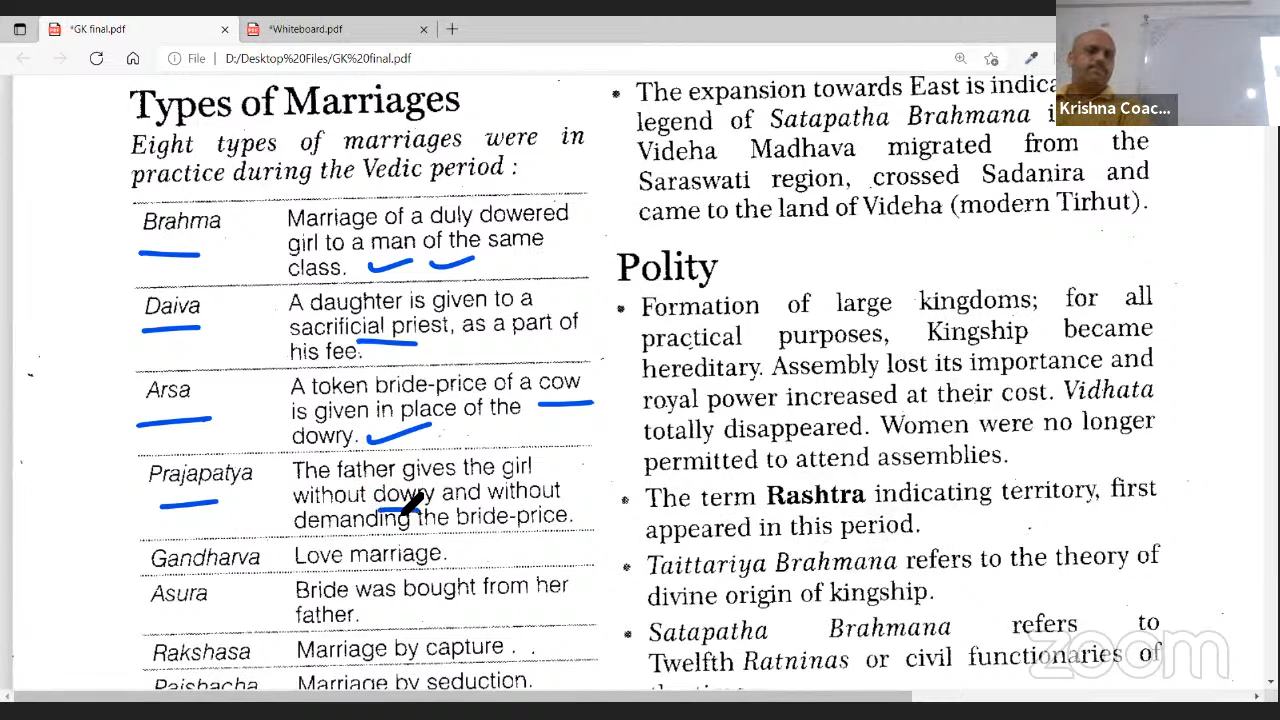 *GK final.pdf
*Whiteboard.pdf
File
D:/Desktop%20Files/GK%20final.pdf
Krishna Coac...
Types of Marriages
Eight types of marriages were in
practice during the Vedic period :
Brahma
Marriage of a duly dowered
girl to a man of the same
class.
Daiva
A daughter is given to a
sacrificial priest, as a part of
his fee.
Arsa
A token bride-price of a cow
is given in place of the
dowry.
Prajapatya
The father gives the girl
without dowry and without
demanding the bride-price.
Gandharva
Love marriage.
Asura
Bride was bought from her
father.
Rakshasa
Marriage by capture . .
Paishacha
Marriage by seduction.
The expansion towards East is
legend of Satapatha Brahmana
Videha Madhava migrated from the
Saraswati region, crossed Sadanira and
came to the land of Videha (modern Tirhut).
Polity
Formation of large kingdoms; for all
practical purposes, Kingship became
hereditary. Assembly lost its importance and
royal power increased at their cost. Vidhata
totally disappeared. Women were no longer
permitted to attend assemblies.
The term Rashtra indicating territory, first
appeared in this period.
Taittariya Brahmana refers to the theory of
divine origin of kingship.
Satapatha Brahmana refers to
Twelfth Ratninas or civil functionaries of
zoom